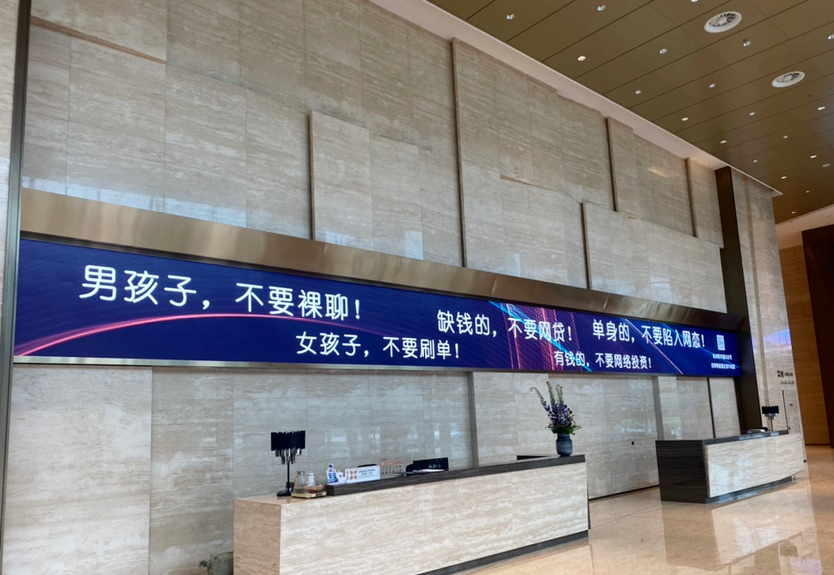 男孩子，不要裸聊！
女孩子，不要刷单！
缺钱的，不要网贷！
有钱的，不要网络投资！
单身的，不要陷入网恋！